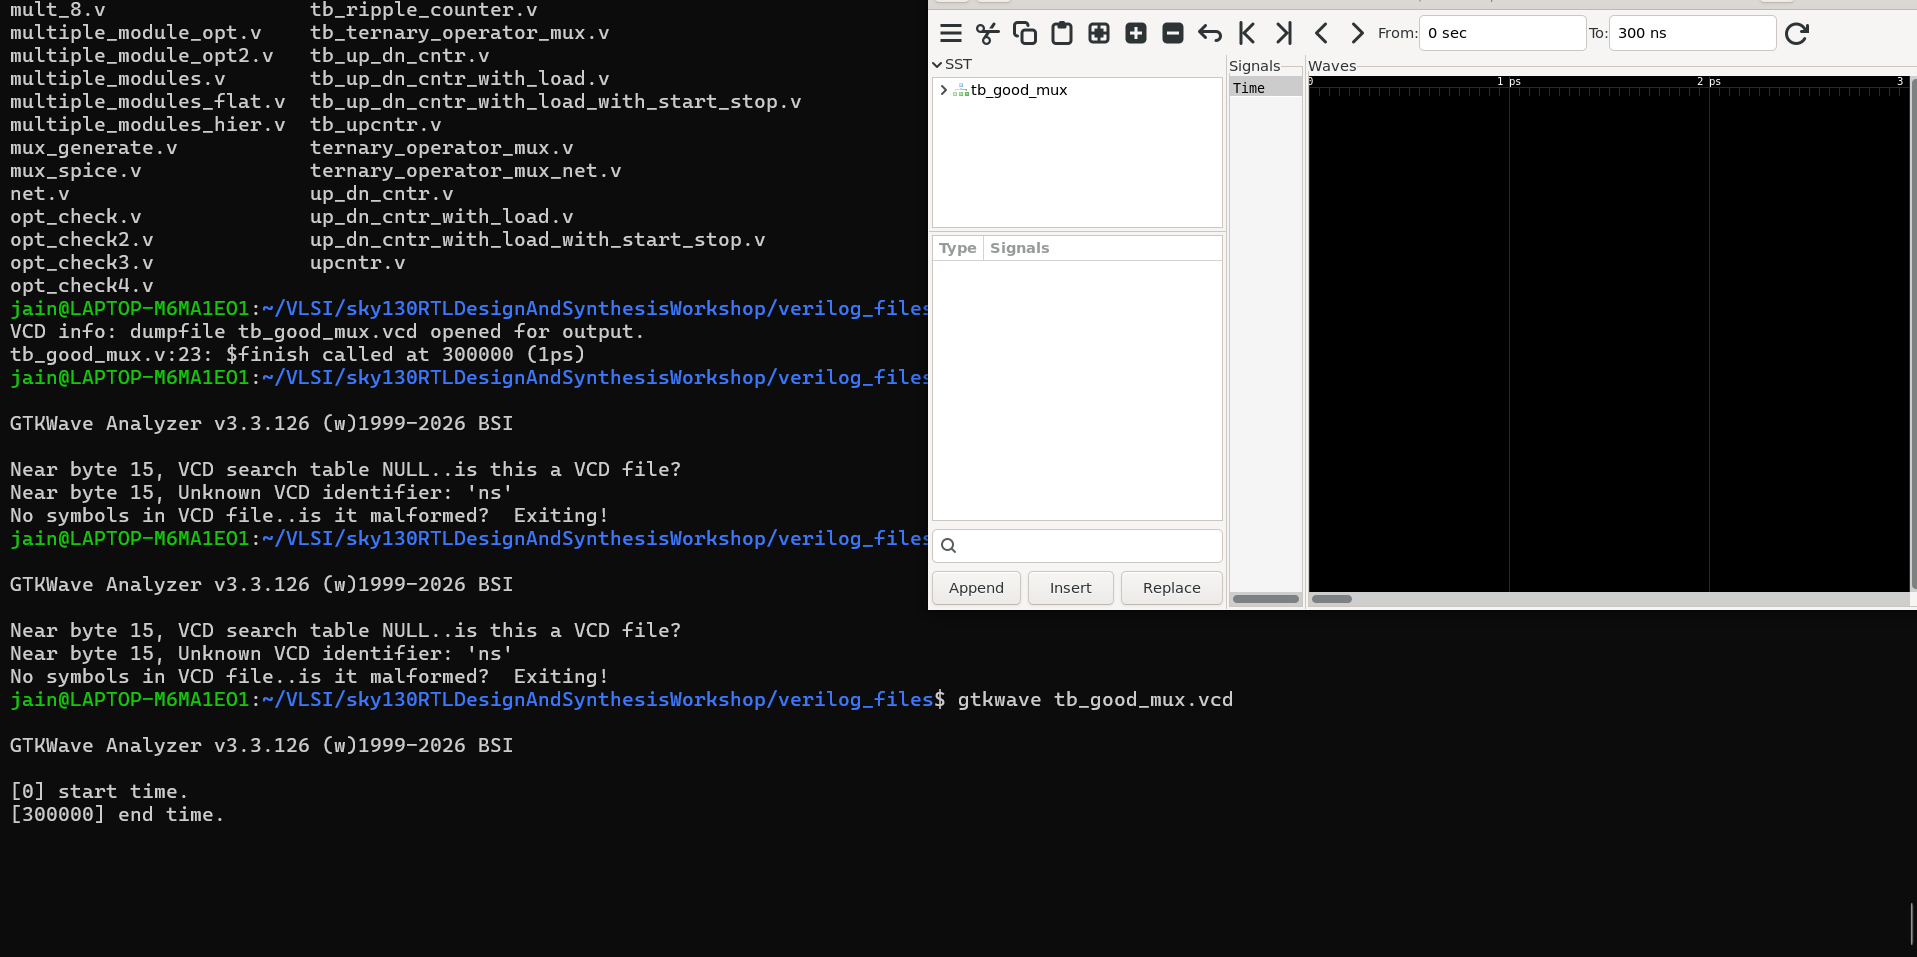 mult_8.v tb_ripple_counter.v
multiple_module_opt.v tb_ternary_operator_mux.v
multiple_module_opt2.v tb_up_dn_cntr.v
multiple_modules.v tb_up_dn_cntr_with_load.v
multiple_modules_flat.v tb_up_dn_cntr_with_load_with_start_stop.v
multiple_modules_hier.v tb_upcntr.v
mux_generate.v ternary_operator_mux.v
mux_spice.v ternary_operator_mux_net.v
net.v up_dn_cntr.v
opt_check.v up_dn_cntr_with_load.v
opt_check2.v up_dn_cntr_with_load_with_start_stop.v
opt_check3.v upcntr.v
opt_check4.v
jain@LAPTOP-M6MA1EO1:~/VLSI/sky130RTLDesignAndSynthesisWorkshop/verilog_files
VCD info: dumpfile tb_good_mux.vcd opened for output.
tb_good_mux.v:23: $finish called at 300000 (1ps)
jain@LAPTOP-M6MA1EO1:~/VLSI/sky130RTLDesignAndSynthesisWorkshop/verilog_files
GTKWave Analyzer v3.3.126 (w)1999-2026 BSI
Near byte 15, VCD search table NULL..is this a VCD file?
Near byte 15, Unknown VCD identifier: 'ns'
No symbols in VCD file..is it malformed?  Exiting!
jain@LAPTOP-M6MA1EO1:~/VLSI/sky130RTLDesignAndSynthesisWorkshop/verilog_files
GTKWave Analyzer v3.3.126 (w)1999-2026 BSI
Near byte 15, VCD search table NULL..is this a VCD file?
Near byte 15, Unknown VCD identifier: 'ns'
No symbols in VCD file..is it malformed?  Exiting!
jain@LAPTOP-M6MA1EO1:~/VLSI/sky130RTLDesignAndSynthesisWorkshop/verilog_files$ gtkwave tb_good_mux.vcd
GTKWave Analyzer v3.3.126 (w)1999-2026 BSI
[0] start time.
[300000] end time.
From: 0 sec To: 300 ns
SST
tb_good_mux
Type Signals
Append Insert Replace
Signals
Time
Waves
0 1 ps 2 ps 3